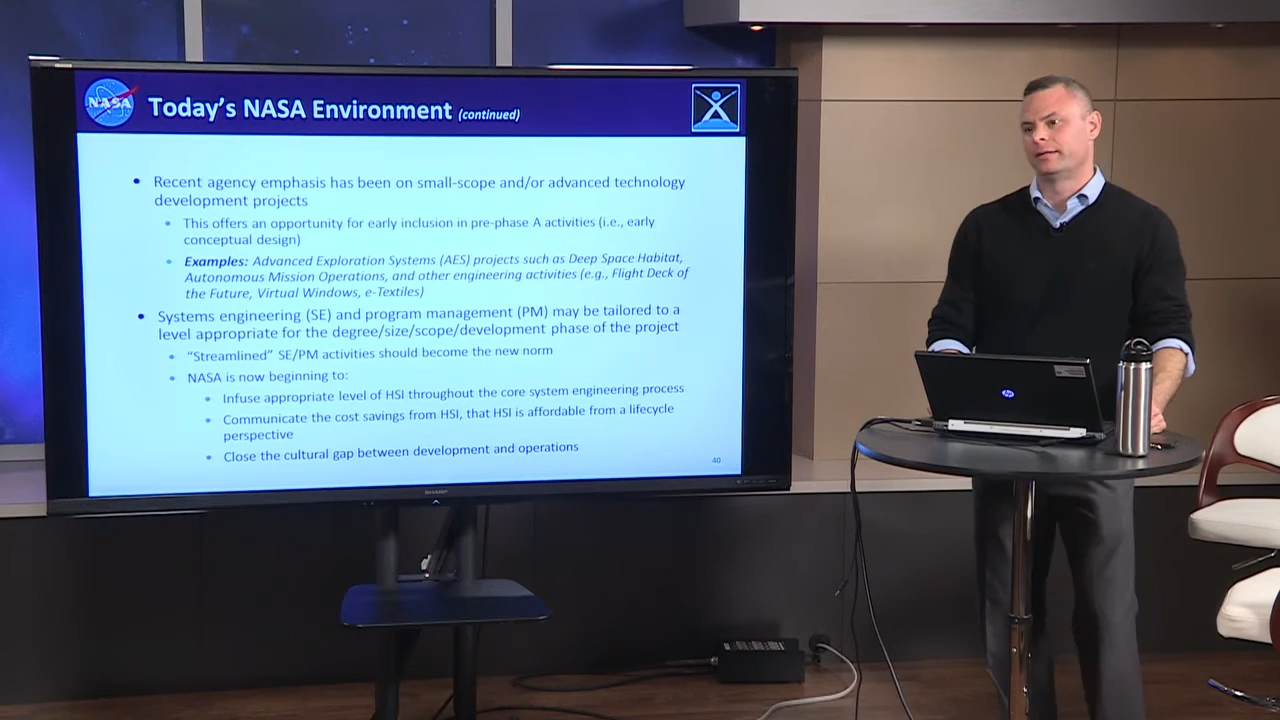 NASA
Today's NASA Environment (continued)
• Recent agency emphasis has been on small-scope and/or advanced technology
development projects
• This offers an opportunity for early inclusion in pre-phase A activities (i.e., early
conceptual design)
• Examples: Advanced Exploration Systems (AES) projects such as Deep Space Habitat,
Autonomous Mission Operations, and other engineering activities (e.g., Flight Deck of
the Future, Virtual Windows, e-Textiles)
• Systems engineering (SE) and program management (PM) may be tailored to a
level appropriate for the degree/size/scope/development phase of the project
• “Streamlined” SE/PM activities should become the new norm
• NASA is now beginning to:
• Infuse appropriate level of HSI throughout the core system engineering process
• Communicate the cost savings from HSI, that HSI is affordable from a lifecycle
perspective
• Close the cultural gap between development and operations
40
SHARP
hp